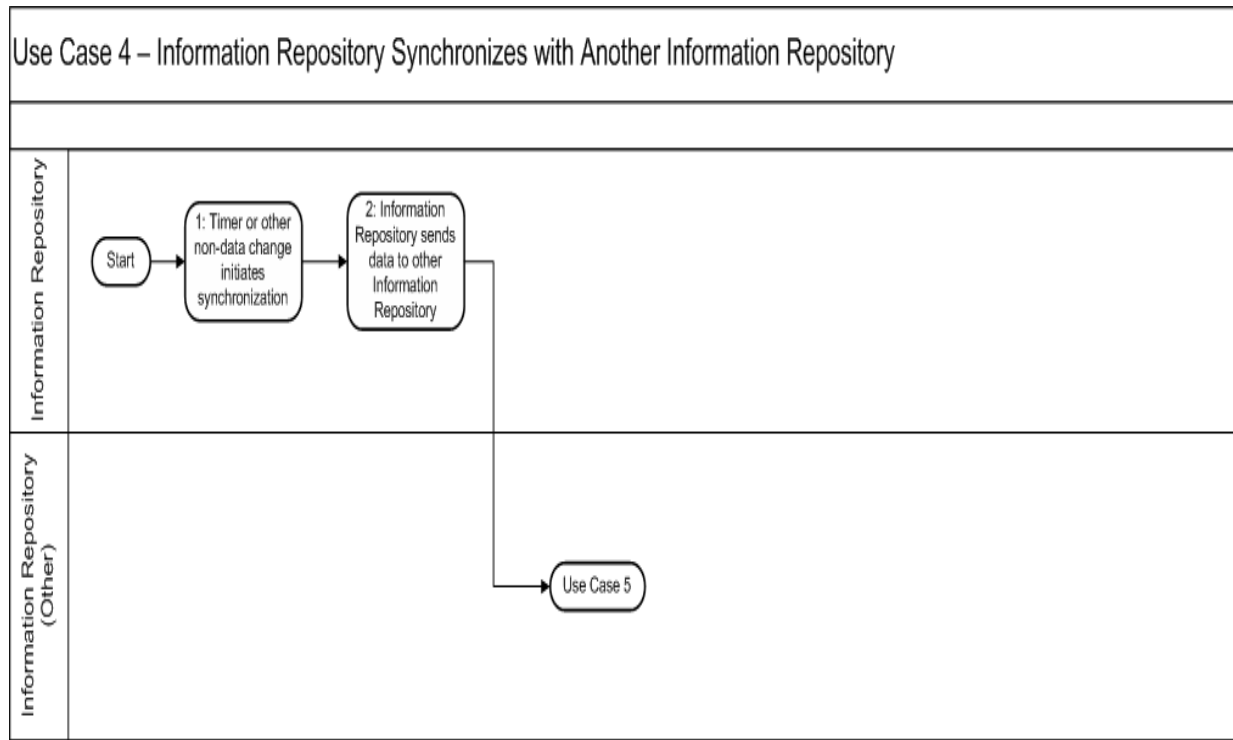 Use Case 4 – Information Repository Synchronizes with Another Information Repository
Information Repository
Start
1: Timer or other
non-data change
initiates
synchronization
2: Information
Repository sends
data to other
Information
Repository
Information Repository
(Other)
Use Case 5